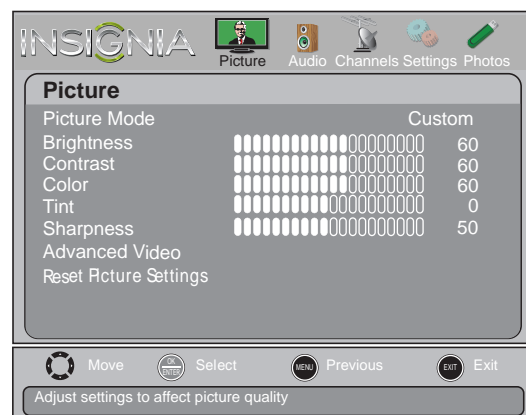 INSIGNIA
Picture Audio Channels Settings Photos
Picture
Picture Mode Custom
Brightness 60
Contrast 60
Color 60
Tint 0
Sharpness 50
Advanced Video
Reset Picture Settings
Move OK ENTER Select MENU Previous EXIT Exit
Adjust settings to affect picture quality